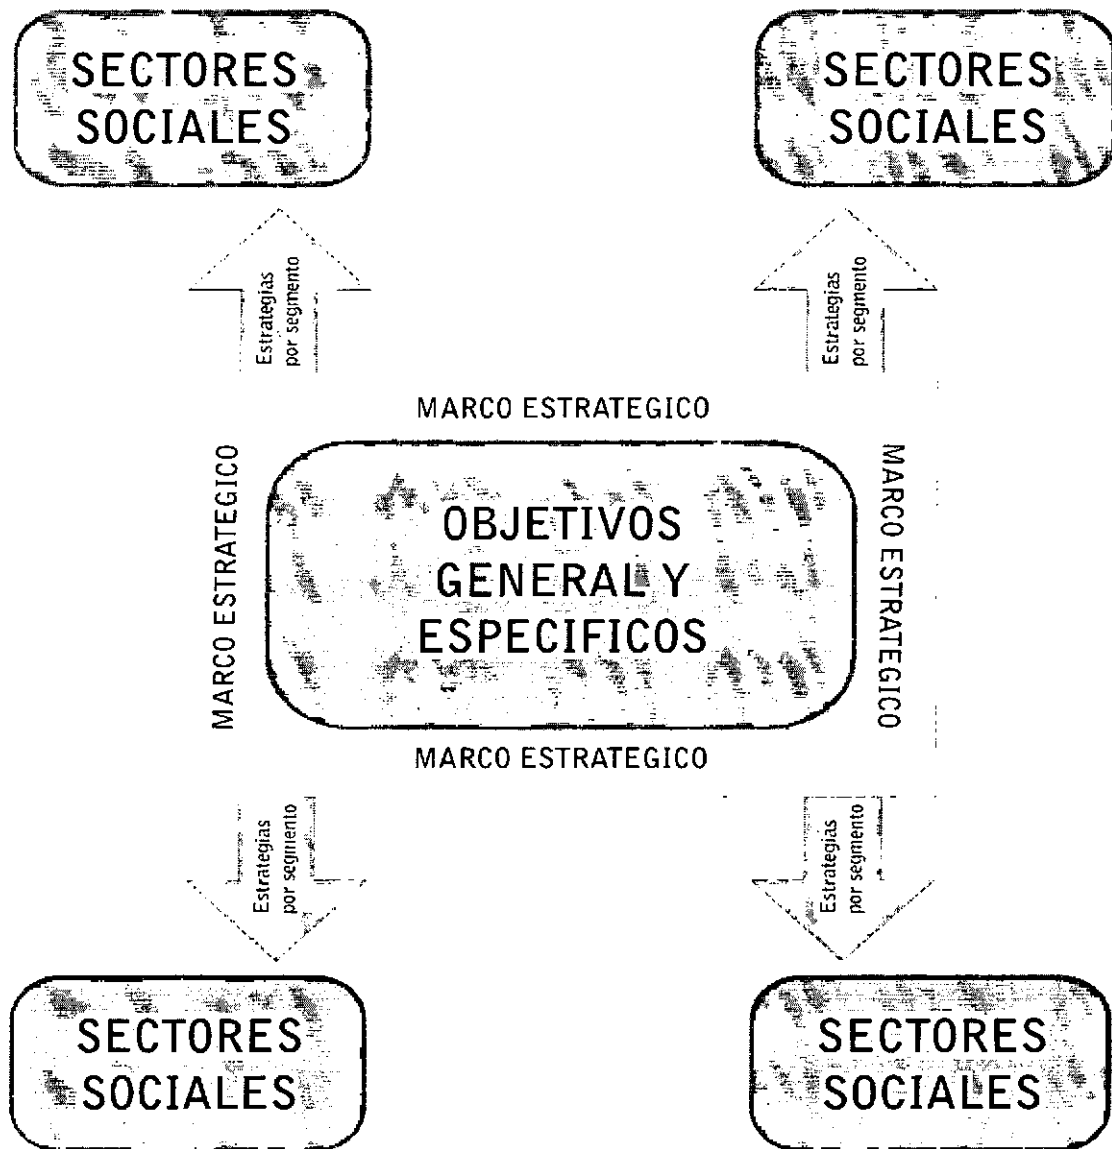 SECTORES
SOCIALES
SECTORES
SOCIALES
Estrategias
por segmento
Estrategias
por segmento
MARCO ESTRATEGICO
MARCO ESTRATEGICO
OBJETIVOS
GENERAL Y
ESPECIFICOS
MARCO ESTRATEGICO
MARCO ESTRATEGICO
Estrategias
por segmento
Estrategias
por segmento
SECTORES
SOCIALES
SECTORES
SOCIALES